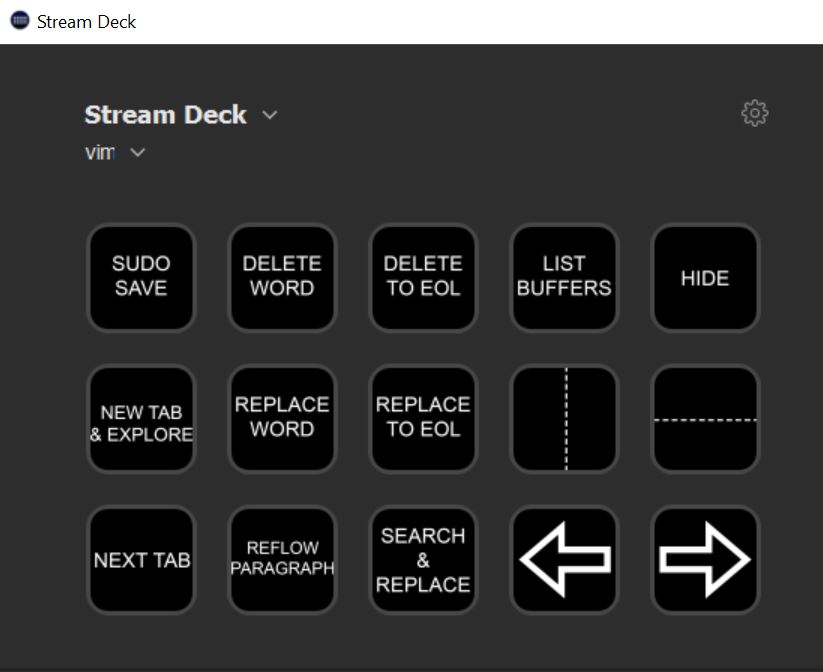 Stream Deck
Stream Deck
vim
SUDO
SAVE
DELETE
WORD
DELETE
TO EOL
LIST
BUFFERS
HIDE
NEW TAB
& EXPLORE
REPLACE
WORD
REPLACE
TO EOL
NEXT TAB
REFLOW
PARAGRAPH
SEARCH
&
REPLACE